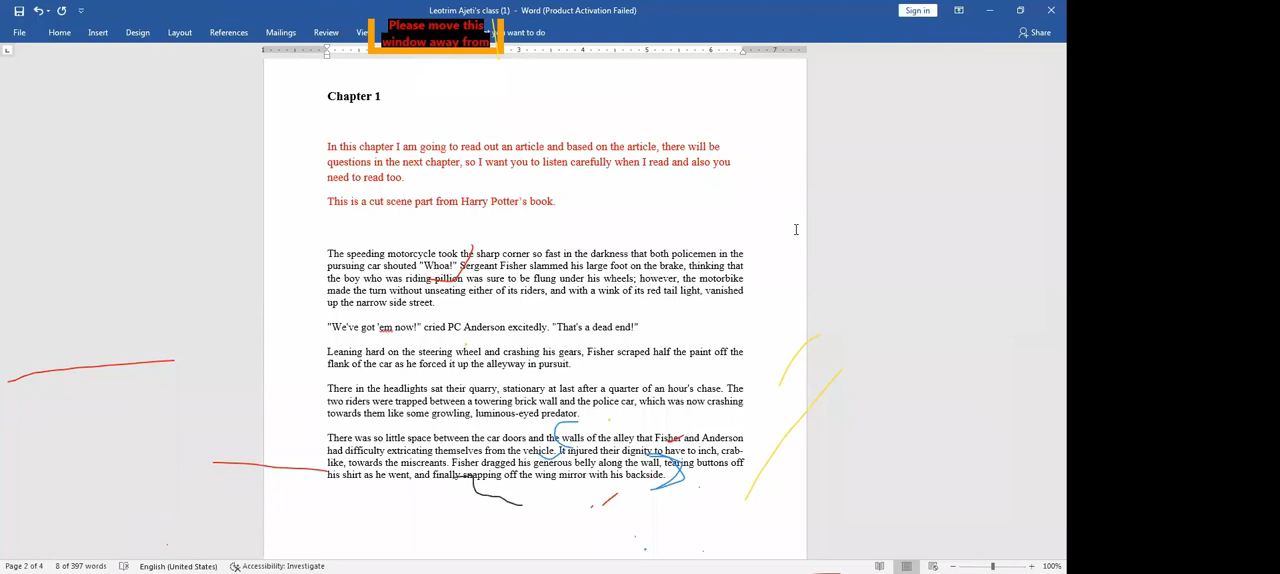 Leotrim Ajeti's class (1) - Word (Product Activation Failed)
Sign in
File Home Insert Design Layout References Mailings Review you want to do Share
Please move this
window away from
1 3 4 5 6 7
Chapter 1
In this chapter I am going to read out an article and based on the article, there will be
questions in the next chapter, so I want you to listen carefully when I read and also you
need to read too.
This is a cut scene part from Harry Potter's book.
The speeding motorcycle took the sharp corner so fast in the darkness that both policemen in the
pursuing car shouted "Whoa!" Sergeant Fisher slammed his large foot on the brake, thinking that
the boy who was riding pillion was sure to be flung under his wheels; however, the motorbike
made the turn without unseating either of its riders, and with a wink of its red tail light, vanished
up the narrow side street.
"We've got 'em now!" cried PC Anderson excitedly. "That's a dead end!"
Leaning hard on the steering wheel and crashing his gears, Fisher scraped half the paint off the
flank of the car as he forced it up the alleyway in pursuit.
There in the headlights sat their quarry, stationary at last after a quarter of an hour's chase. The
two riders were trapped between a towering brick wall and the police car, which was now crashing
towards them like some growling, luminous-eyed predator.
There was so little space between the car doors and the walls of the alley that Fisher and Anderson
had difficulty extricating themselves from the vehicle. It injured their dignity to have to inch, crab-
like, towards the miscreants. Fisher dragged his generous belly along the wall, tearing buttons off
his shirt as he went, and finally snapping off the wing mirror with his backside.
Page 2 of 4 8 of 397 words English (United States) Accessibility: Investigate 100%